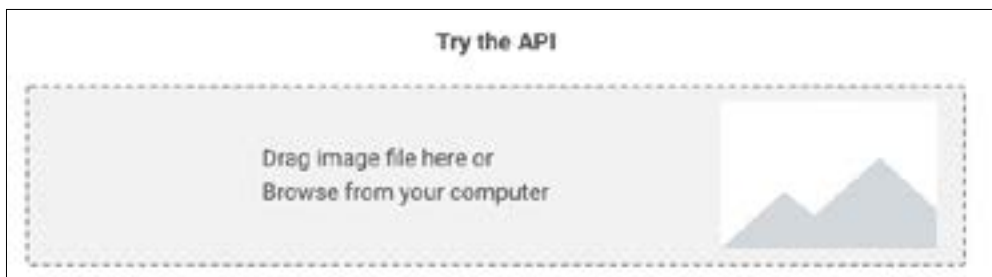 Try the API
Drag image file here or
Browse from your computer